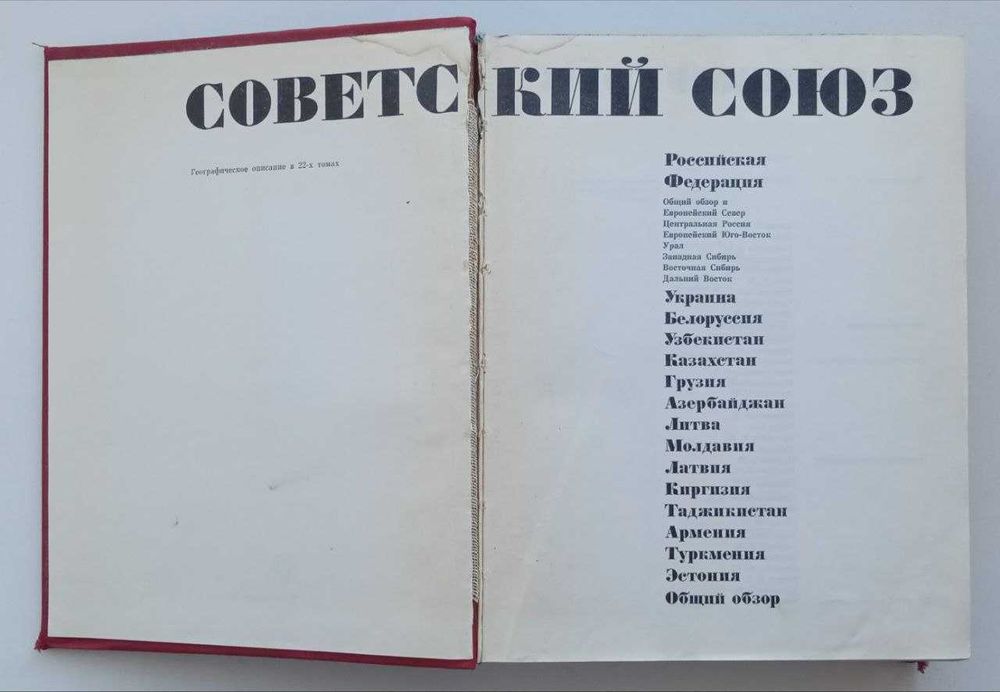 СОВЕТСКИЙ СОЮЗ
Географическое описание в 22-х томах
Российская
Федерация
Общий обзор и
Европейский Север
Центральная Россия
Европейский Юго-Восток
Урал
Западная Сибирь
Восточная Сибирь
Дальний Восток
Украина
Белоруссия
Узбекистан
Казахстан
Грузия
Азербайджан
Литва
Молдавия
Латвия
Киргизия
Таджикистан
Армения
Туркмения
Эстония
Общий обзор